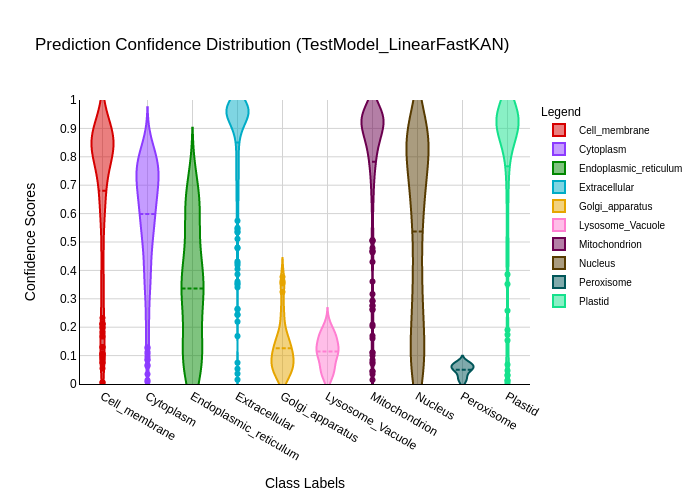 Prediction Confidence Distribution (TestModel_LinearFastKAN)
Legend
Cell_membrane
Cytoplasm
Endoplasmic_reticulum
Extracellular
Golgi_apparatus
Lysosome_Vacuole
Mitochondrion
Nucleus
Peroxisome
Plastid
Confidence Scores
1
0.9
0.8
0.7
0.6
0.5
0.4
0.3
0.2
0.1
0
Cell_membrane
Cytoplasm
Endoplasmic_reticulum
Extracellular
Golgi_apparatus
Lysosome_Vacuole
Mitochondrion
Nucleus
Peroxisome
Plastid
Class Labels